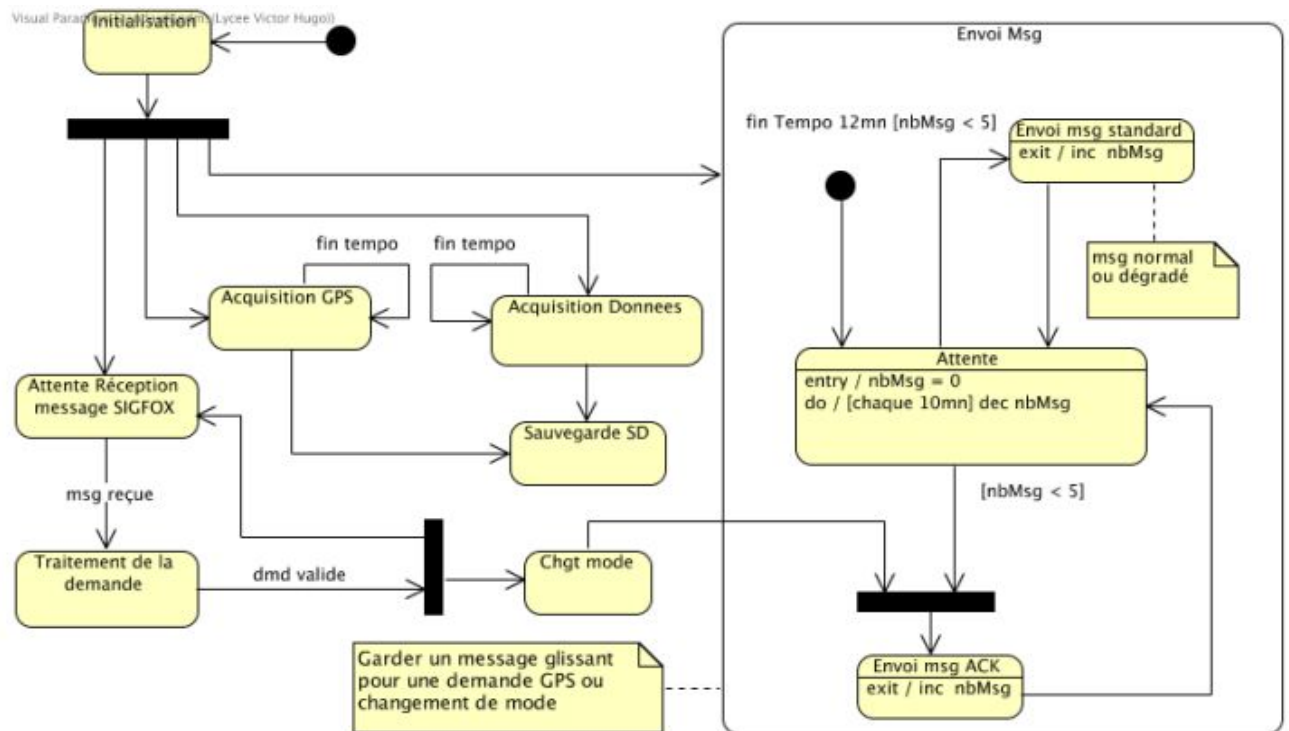 Visual Parad
(Lycee Victor Hugo))
Initialisation
Envoi Msg
fin Tempo 12mn [nbMsg < 5]
Envoi msg standard
exit / inc nbMsg
msg normal
ou dégradé
fin tempo
fin tempo
Acquisition GPS
Acquisition Donnees
Attente
entry / nbMsg = 0
do / [chaque 10mn] dec nbMsg
Attente Réception
message SIGFOX
Sauvegarde SD
msg reçue
[nbMsg < 5]
Traitement de la
demande
dmd valide
Chgt mode
Garder un message glissant
pour une demande GPS ou
changement de mode
Envoi msg ACK
exit / inc nbMsg